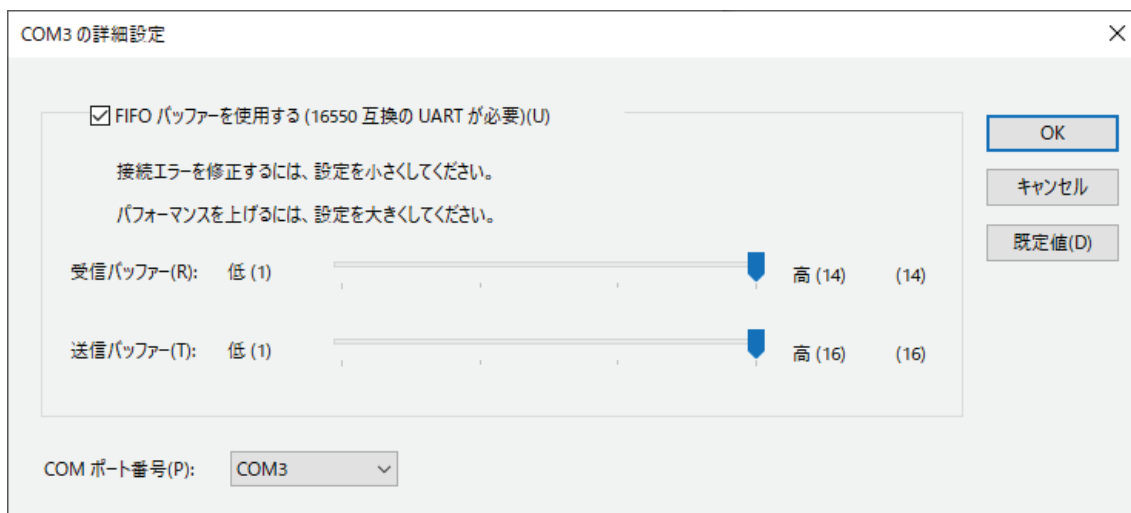 COM3 の詳細設定
FIFO バッファーを使用する (16550 互換の UART が必要)(U)
OK
接続エラーを修正するには、設定を小さくしてください。
キャンセル
パフォーマンスを上げるには、設定を大きくしてください。
既定値(D)
受信バッファー(R): 低 (1) 高 (14) (14)
送信バッファー(T): 低 (1) 高 (16) (16)
COM ポート番号(P): COM3